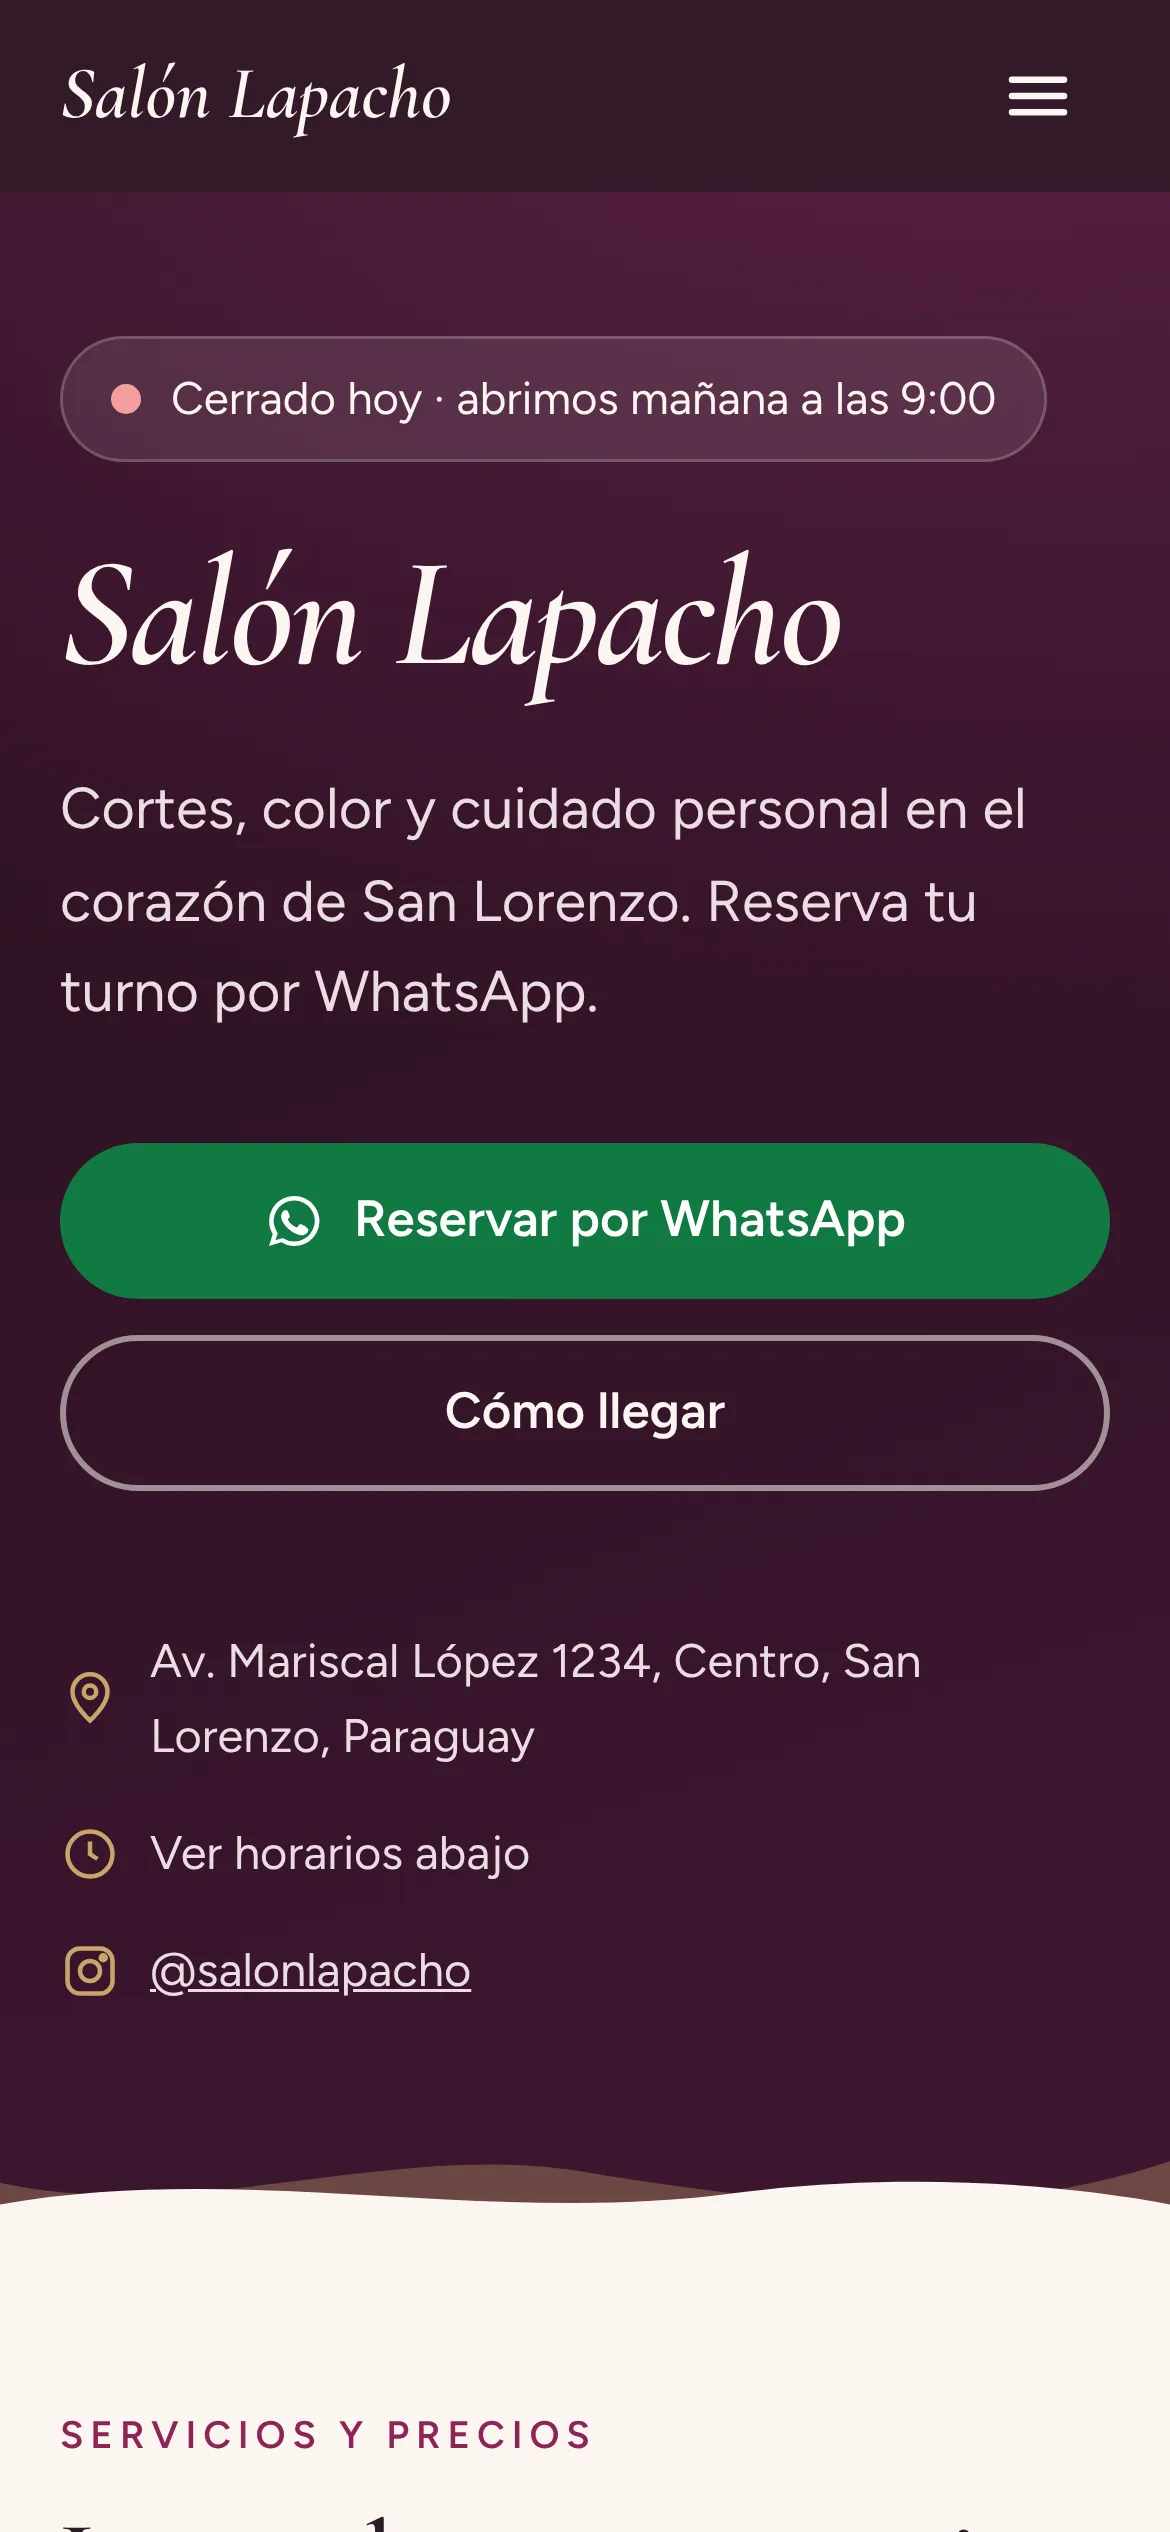 Salón Lapacho
Cerrado hoy · abrimos mañana a las 9:00
Salón Lapacho
Cortes, color y cuidado personal en el
corazón de San Lorenzo. Reserva tu
turno por WhatsApp.
Reservar por WhatsApp
Cómo llegar
Av. Mariscal López 1234, Centro, San
Lorenzo, Paraguay
Ver horarios abajo
@salonlapacho
SERVICIOS Y PRECIOS